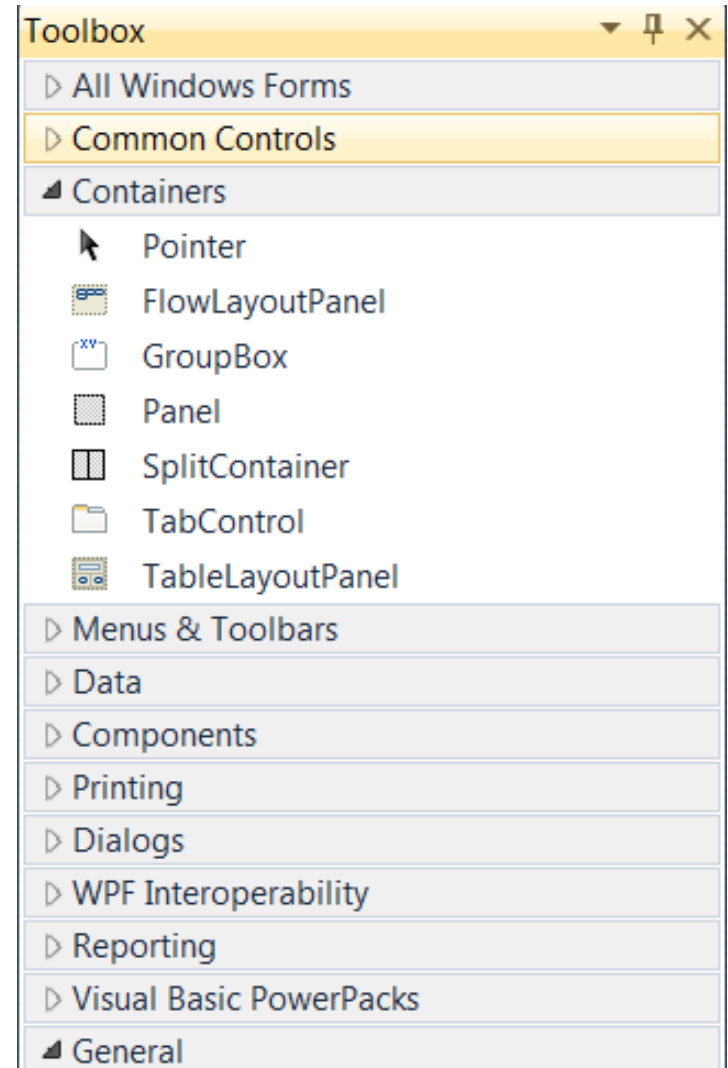 Toolbox
All Windows Forms
Common Controls
Containers
Pointer
FlowLayoutPanel
XY
GroupBox
Panel
SplitContainer
TabControl
TableLayoutPanel
Menus & Toolbars
Data
Components
Printing
Dialogs
WPF Interoperability
Reporting
Visual Basic PowerPacks
General